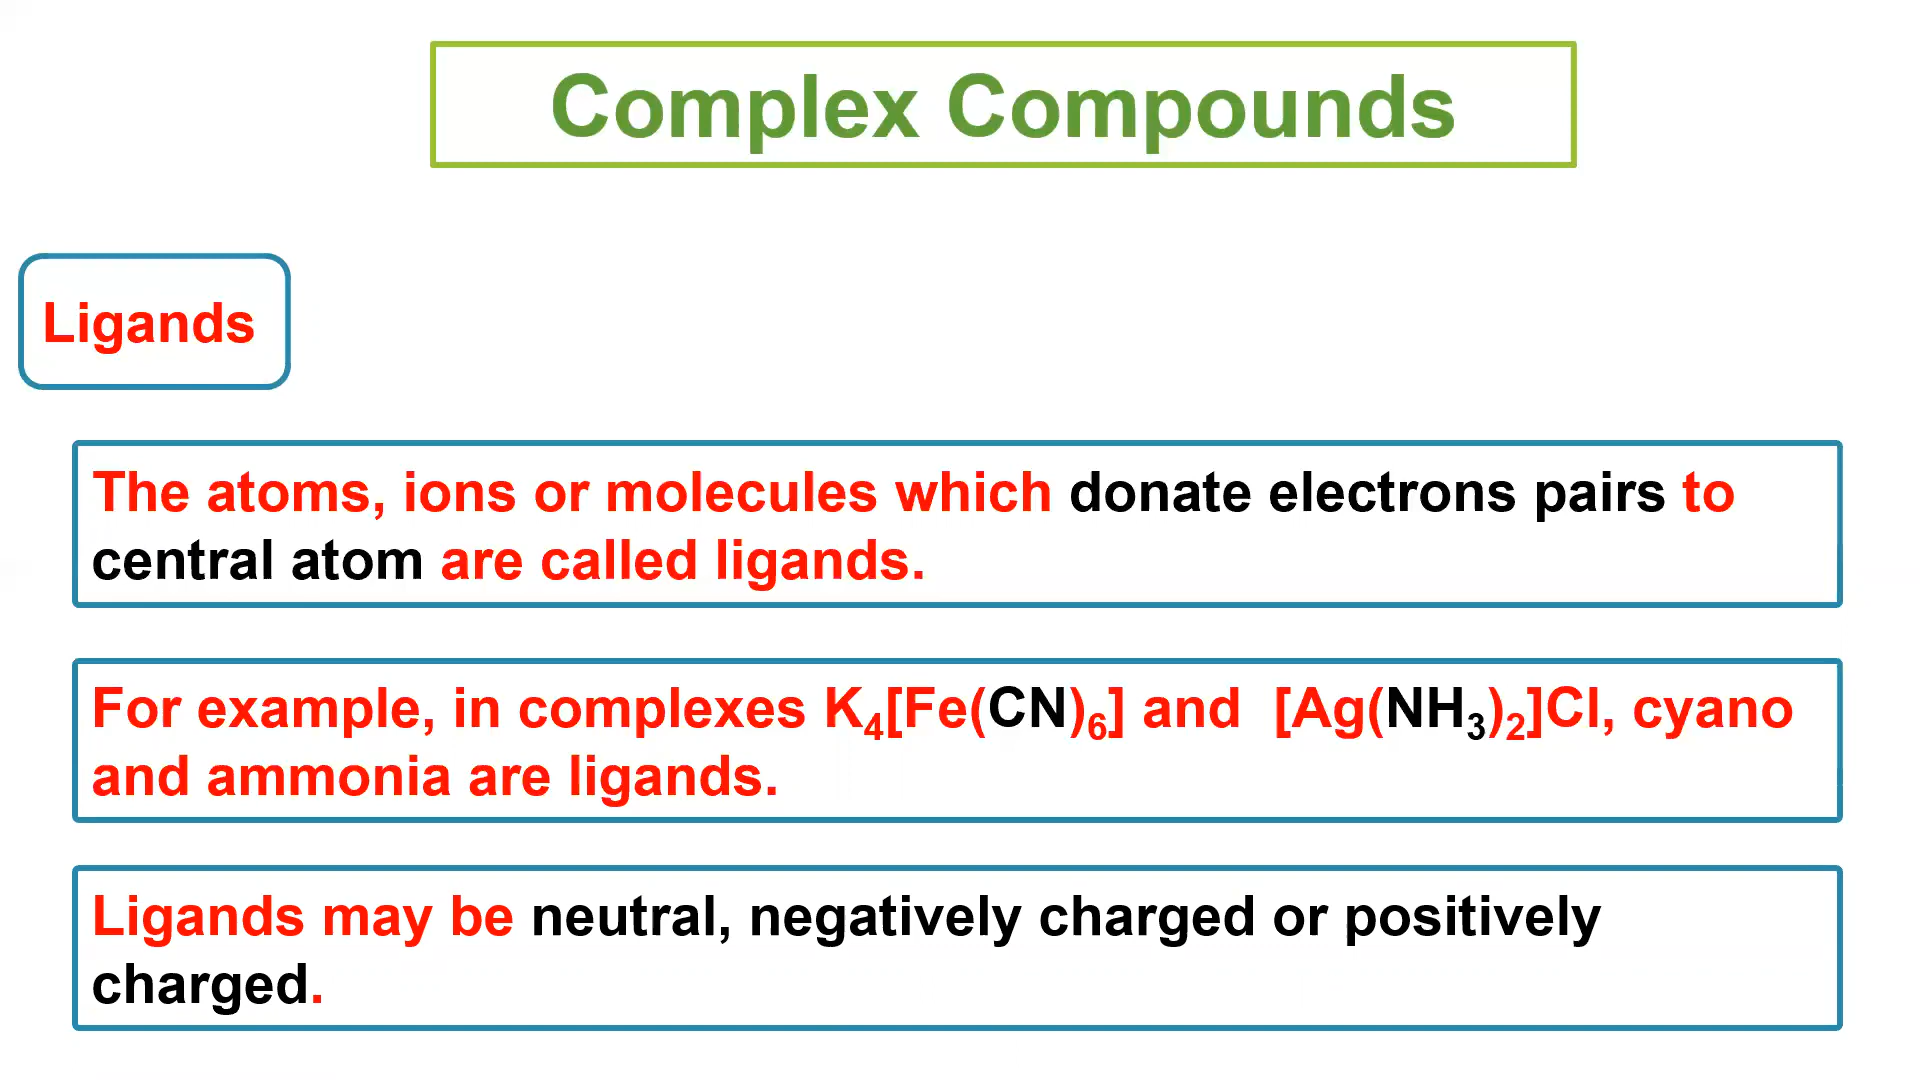 Complex Compounds
Ligands
The atoms, ions or molecules which donate electrons pairs to
central atom are called ligands.
For example, in complexes K₄[Fe(CN)₆] and [Ag(NH₃)₂]Cl, cyano
and ammonia are ligands.
Ligands may be neutral, negatively charged or positively
charged.